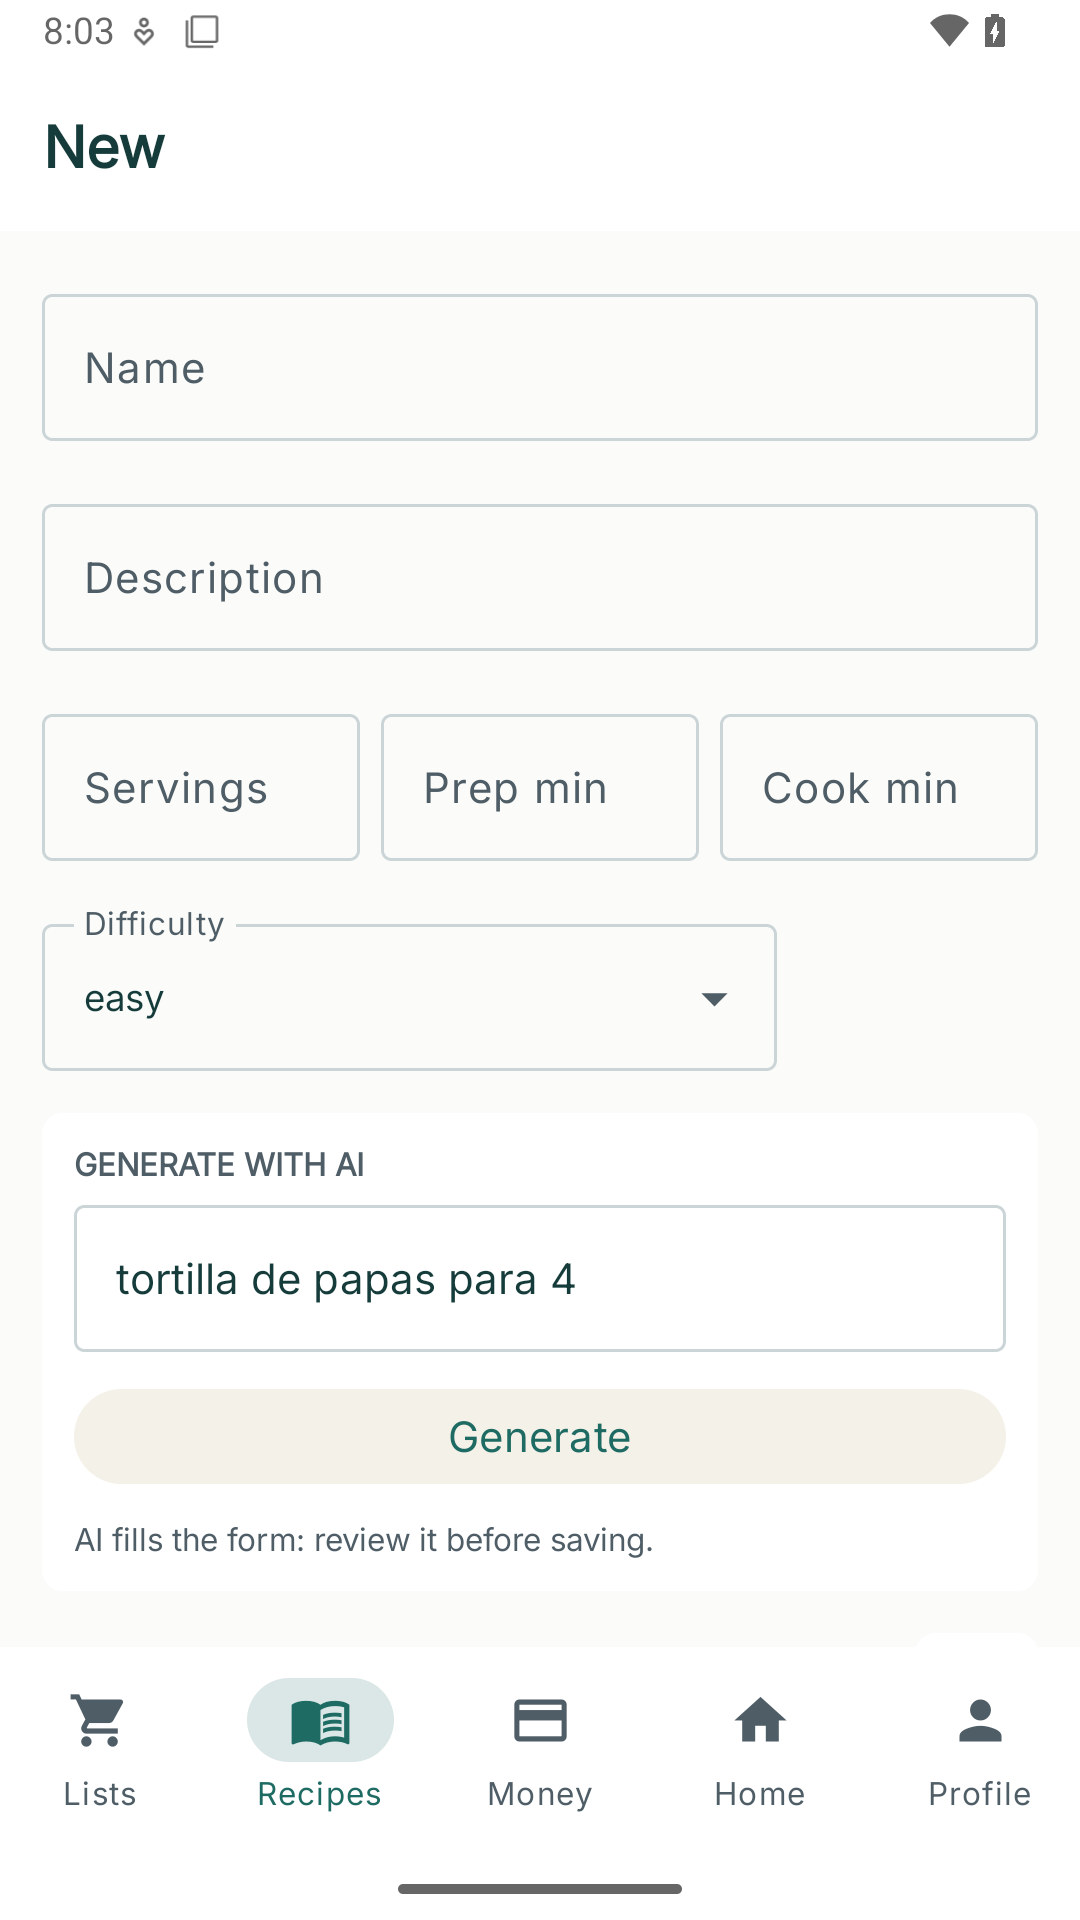 8:03
New
Name
Description
Servings Prep min Cook min
Difficulty
easy
GENERATE WITH AI
tortilla de papas para 4
Generate
AI fills the form: review it before saving.
Lists Recipes Money Home Profile